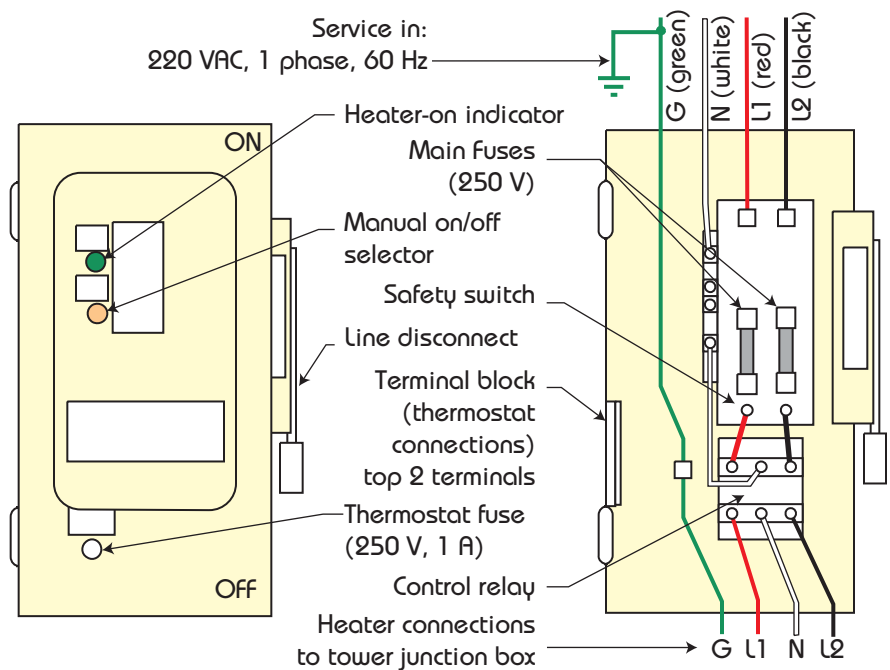 Service in:
220 VAC, 1 phase, 60 Hz
G (green)
N (white)
L1 (red)
L2 (black)
ON
Heater-on indicator
Main Fuses
(250 V)
Manual on/off
selector
Safety switch
Line disconnect
Terminal block
(thermostat
connections)
top 2 terminals
Thermostat fuse
(250 V, 1 A)
OFF
Control relay
Heater connections
to tower junction box
G L1 N L2